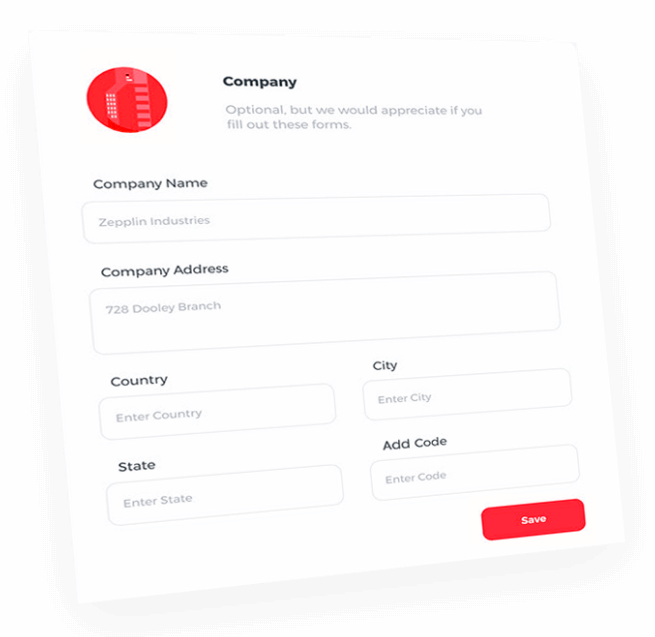 Company
Optional, but we would appreciate if you
fill out these forms.
Company Name
Zepplin Industries
Company Address
728 Dooley Branch
Country
City
Enter Country
Enter City
State
Add Code
Enter State
Enter Code
Save